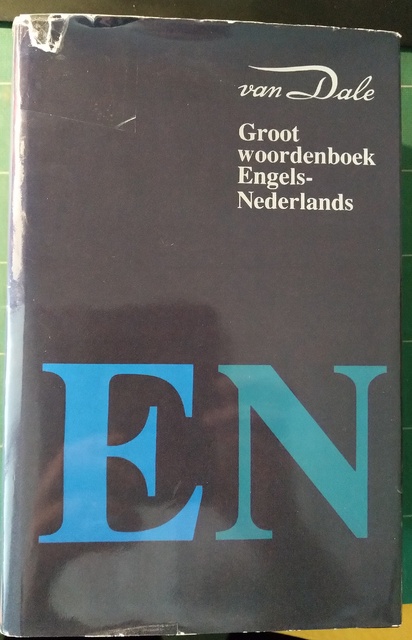 van Dale
Groot
woordenboek
Engels-
Nederlands
EN